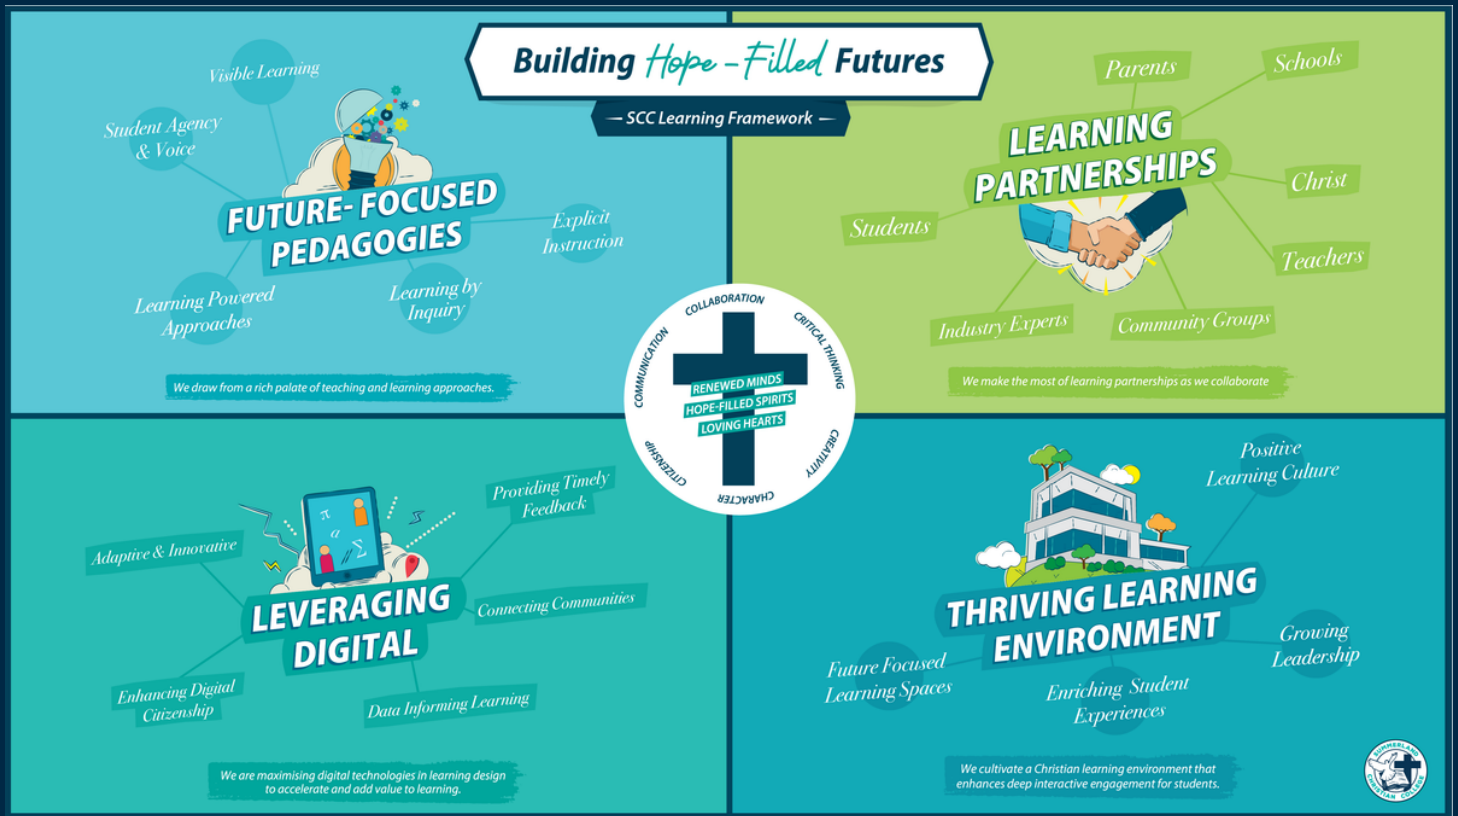 Building Hope - Filled Futures
— SCC Learning Framework —
Visible Learning
Student Agency
& Voice
FUTURE- FOCUSED
PEDAGOGIES
Explicit
Instruction
Learning Powered
Approaches
Learning by
Inquiry
We draw from a rich palate of teaching and learning approaches.
Parents
Schools
LEARNING
PARTNERSHIPS
Christ
Students
Teachers
Industry Experts
Community Groups
We make the most of learning partnerships as we collaborate
COLLABORATION
CRITICAL THINKING
CREATIVITY
CHARACTER
CITIZENSHIP
COMMUNICATION
RENEWED MINDS
HOPE-FILLED SPIRITS
LOVING HEARTS
Providing Timely
Feedback
Adaptive & Innovative
π
a
Σ
LEVERAGING
DIGITAL
Connecting Communities
Enhancing Digital
Citizenship
Data Informing Learning
We are maximising digital technologies in learning design
to accelerate and add value to learning.
Positive
Learning Culture
THRIVING LEARNING
ENVIRONMENT
Growing
Leadership
Future Focused
Learning Spaces
Enriching Student
Experiences
We cultivate a Christian learning environment that
enhances deep interactive engagement for students.
SUMMERLAND
CHRISTIAN COLLEGE